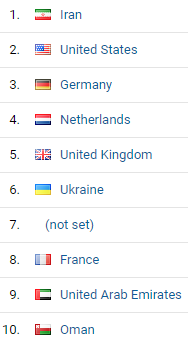 1. Iran
2. United States
3. Germany
4. Netherlands
5. United Kingdom
6. Ukraine
7. (not set)
8. France
9. United Arab Emirates
10. Oman